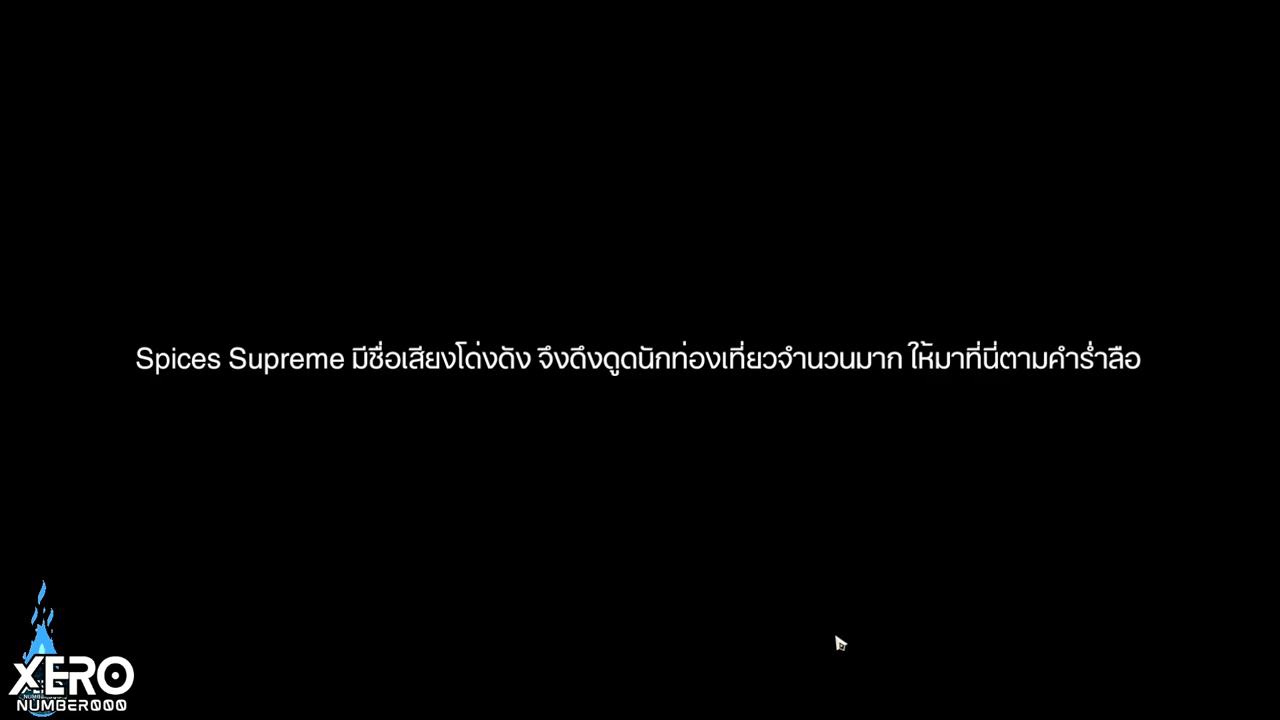 Spices Supreme มีชื่อเสียงโด่งดัง จึงดึงดูดนักท่องเที่ยวจำนวนมาก ให้มาที่นี่ตามคำร่ำลือ
XERO
NUMBER000